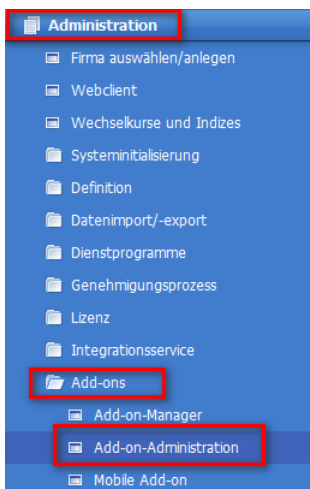 Administration
Firma auswählen/anlegen
Webclient
Wechselkurse und Indizes
Systeminitialisierung
Definition
Datenimport/-export
Dienstprogramme
Genehmigungsprozess
Lizenz
Integrationsservice
Add-ons
Add-on-Manager
Add-on-Administration
Mobile Add-on